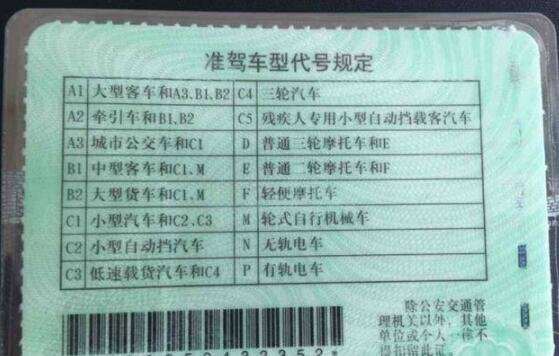 准驾车型代号规定
A1 大型客车和A3、B1、B2 C4 三轮汽车
A2 牵引车和B1、B2 C5 残疾人专用小型自动挡载客汽车
A3 城市公交车和C1 D 普通三轮摩托车和E
B1 中型客车和C1、M E 普通二轮摩托车和F
B2 大型货车和C1、M F 轻便摩托车
C1 小型汽车和C2、C3 M 轮式自行机械车
C2 小型自动挡汽车 N 无轨电车
C3 低速载货汽车和C4 P 有轨电车
除公安交通管
理机关以外，其他
单位或个人一律不